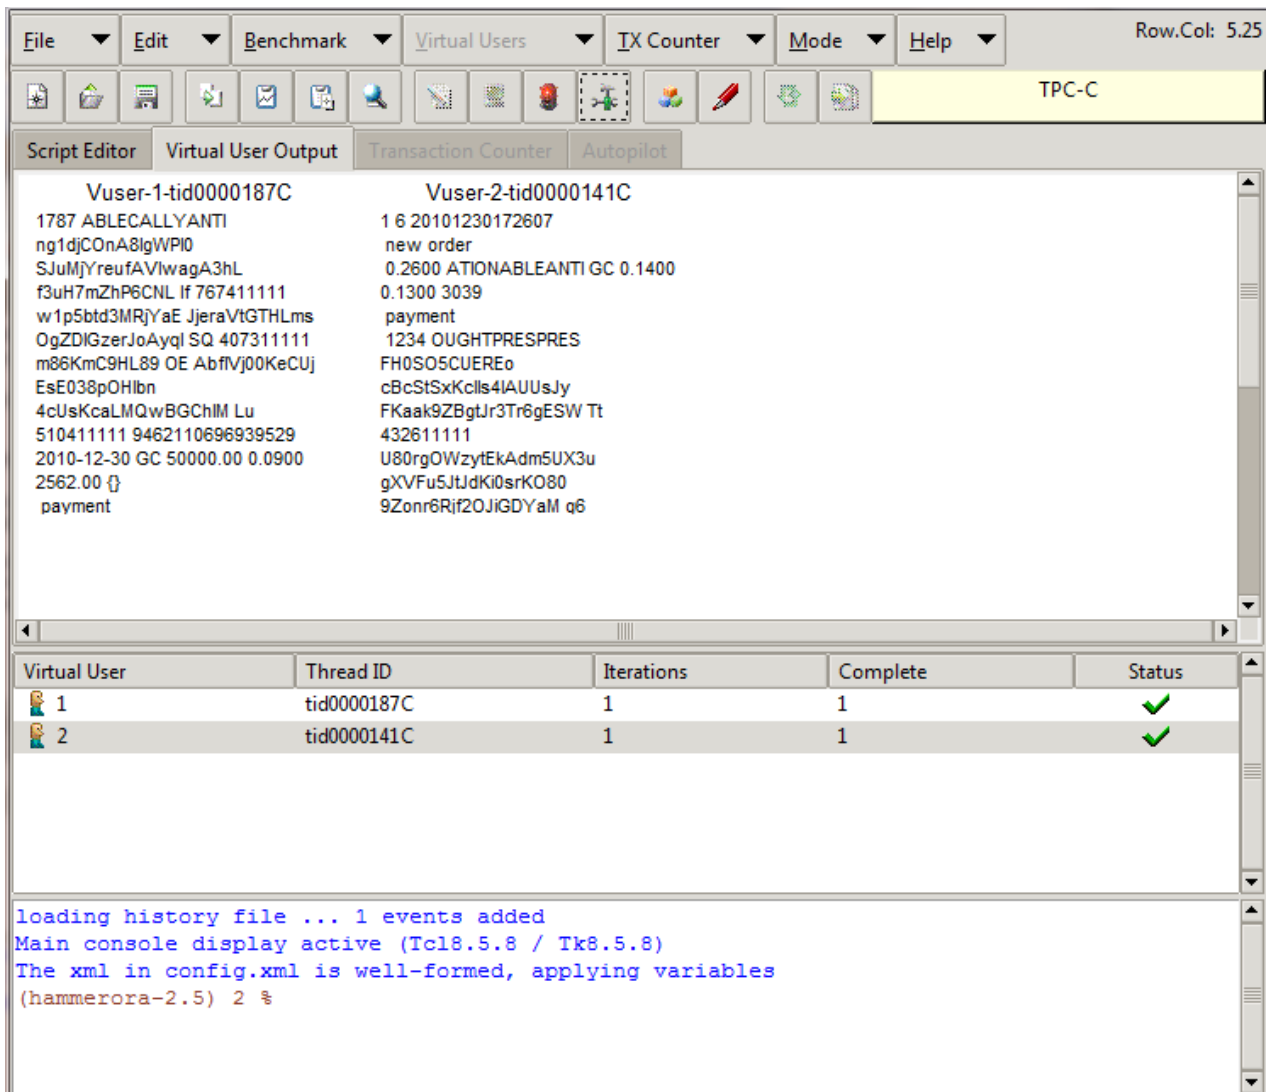 File Edit Benchmark Virtual Users TX Counter Mode Help Row.Col: 5.25
TPC-C
Script Editor Virtual User Output Transaction Counter Autopilot
Vuser-1-tid0000187C
1787 ABLECALLYANTI
ng1djCOnA8IgWPI0
SJuMjYreufAVIwagA3hL
f3uH7mZhP6CNL If 767411111
w1p5btd3MRjYaE JjeraVtGTHLms
OgZDIGzerJoAyqI SQ 407311111
m86KmC9HL89 OE AbfIVj00KeCUj
EsE038pOHIbn
4cUsKcaLMQwBGChIM Lu
510411111 9462110696939529
2010-12-30 GC 50000.00 0.0900
2562.00 {}
payment
Vuser-2-tid0000141C
1 6 20101230172607
new order
0.2600 ATIONABLEANTI GC 0.1400
0.1300 3039
payment
1234 OUGHTPRESPRES
FH0SO5CUEREo
cBcStSxKclIs4IAUUsJy
FKaak9ZBgtJr3Tr6gESW Tt
432611111
U80rgOWzytEkAdm5UX3u
gXVFu5JtJdKi0srKO80
9Zonr6Rjf2OJiGDYaM q6
Virtual User Thread ID Iterations Complete Status
1 tid0000187C 1 1
2 tid0000141C 1 1
loading history file ... 1 events added
Main console display active (Tcl8.5.8 / Tk8.5.8)
The xml in config.xml is well-formed, applying variables
(hammerora-2.5) 2 %